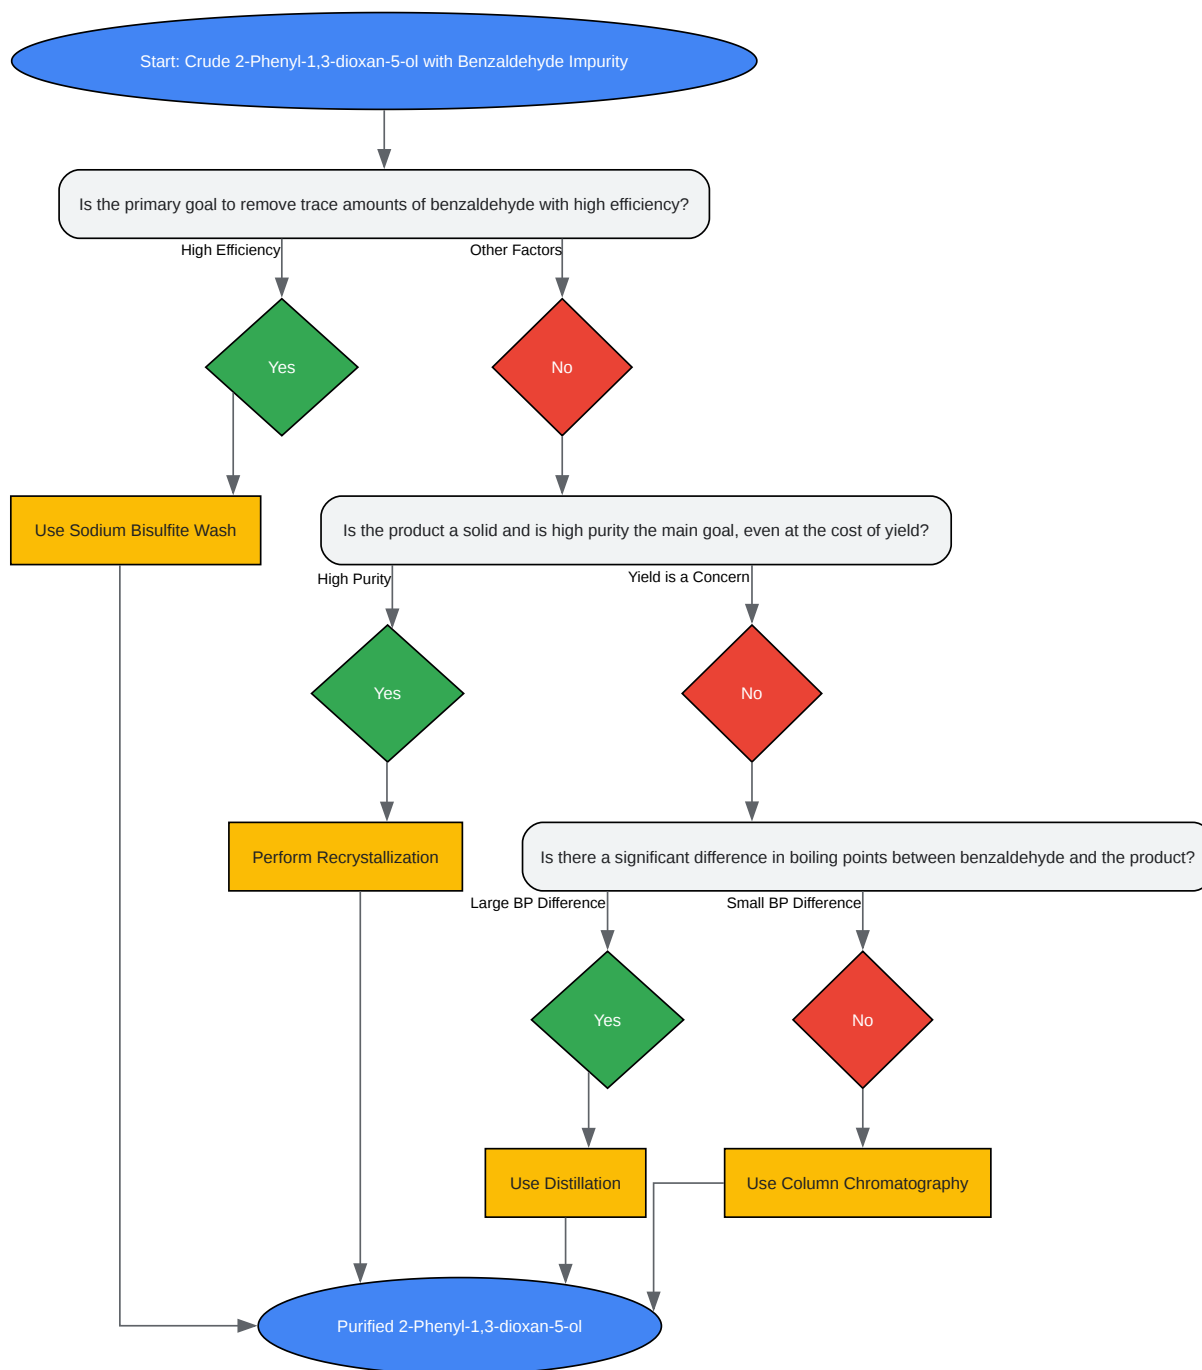 Start: Crude 2-Phenyl-1,3-dioxan-5-ol with Benzaldehyde Impurity
Is the primary goal to remove trace amounts of benzaldehyde with high efficiency?
High Efficiency
Other Factors
Yes
No
Use Sodium Bisulfite Wash
Is the product a solid and is high purity the main goal, even at the cost of yield?
High Purity
Yield is a Concern
Yes
No
Perform Recrystallization
Is there a significant difference in boiling points between benzaldehyde and the product?
Large BP Difference
Small BP Difference
Yes
No
Use Distillation
Use Column Chromatography
Purified 2-Phenyl-1,3-dioxan-5-ol